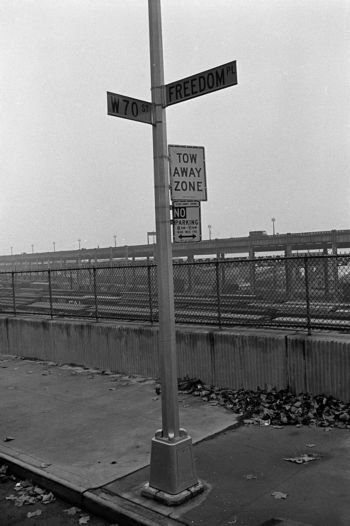 W 70 ST
FREEDOM PL
TOW
AWAY
ZONE
NO
PARKING